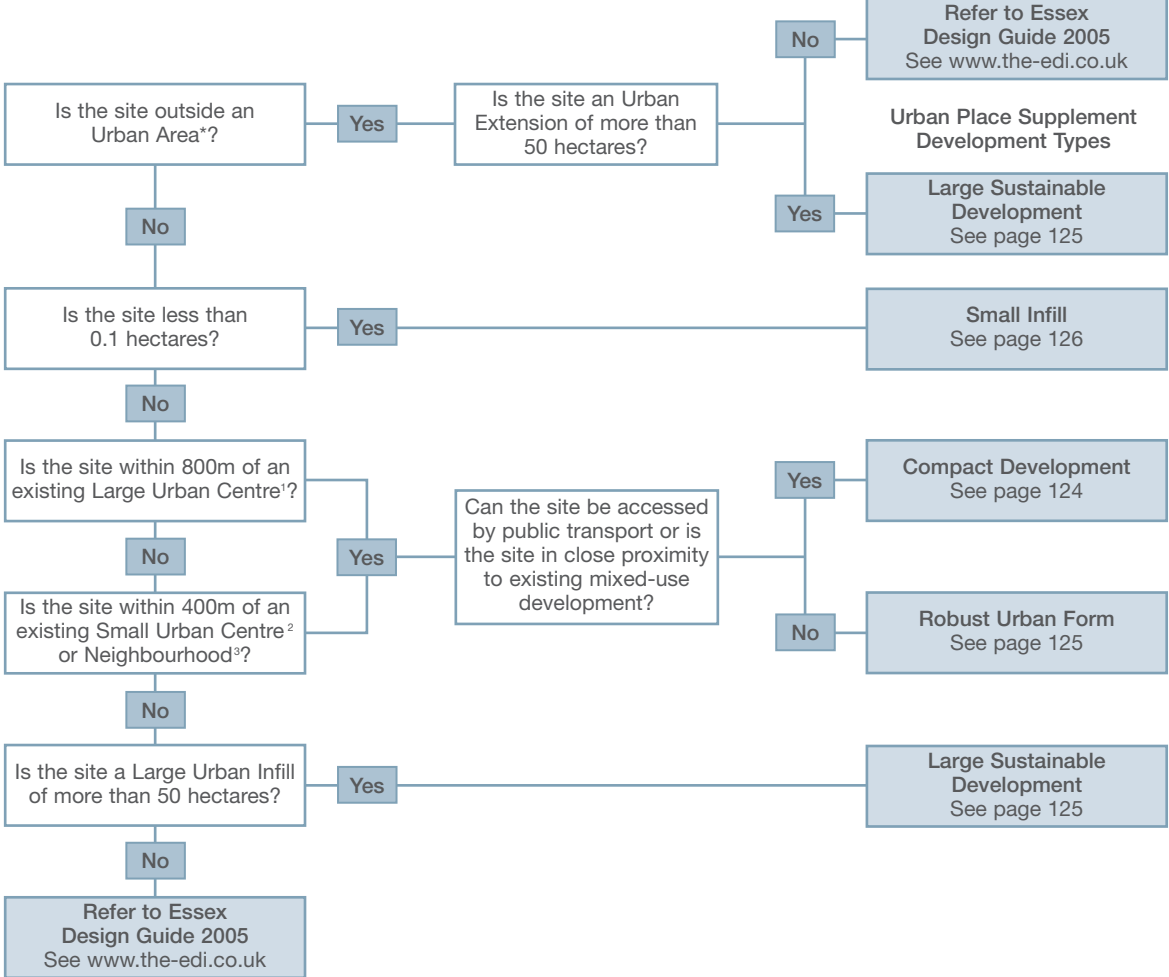 Is the site outside an
Urban Area*?
Yes
Is the site an Urban
Extension of more than
50 hectares?
No
Refer to Essex
Design Guide 2005
See www.the-edi.co.uk
Urban Place Supplement
Development Types
Yes
Large Sustainable
Development
See page 125
No
Is the site less than
0.1 hectares?
Yes
Small Infill
See page 126
No
Is the site within 800m of an
existing Large Urban Centre¹?
No
Is the site within 400m of an
existing Small Urban Centre²
or Neighbourhood³?
Yes
Can the site be accessed
by public transport or is
the site in close proximity
to existing mixed-use
development?
Yes
Compact Development
See page 124
No
Robust Urban Form
See page 125
No
Is the site a Large Urban Infill
of more than 50 hectares?
Yes
Large Sustainable
Development
See page 125
No
Refer to Essex
Design Guide 2005
See www.the-edi.co.uk